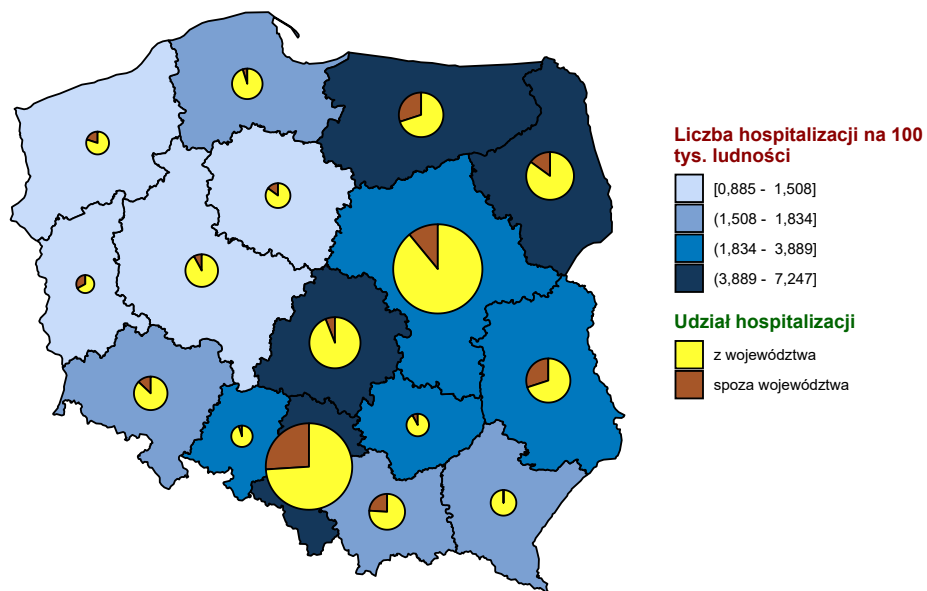 Liczba hospitalizacji na 100
tys. ludności
[0,885 - 1,508]
(1,508 - 1,834]
(1,834 - 3,889]
(3,889 - 7,247]
Udział hospitalizacji
z województwa
spoza województwa